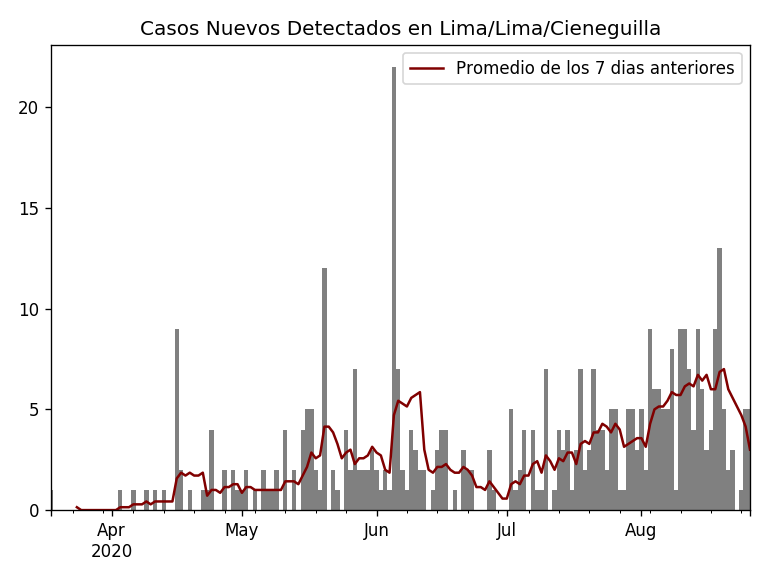 Casos Nuevos Detectados en Lima/Lima/Cieneguilla
Promedio de los 7 dias anteriores
20
15
10
5
0
Apr May Jun Jul Aug
2020